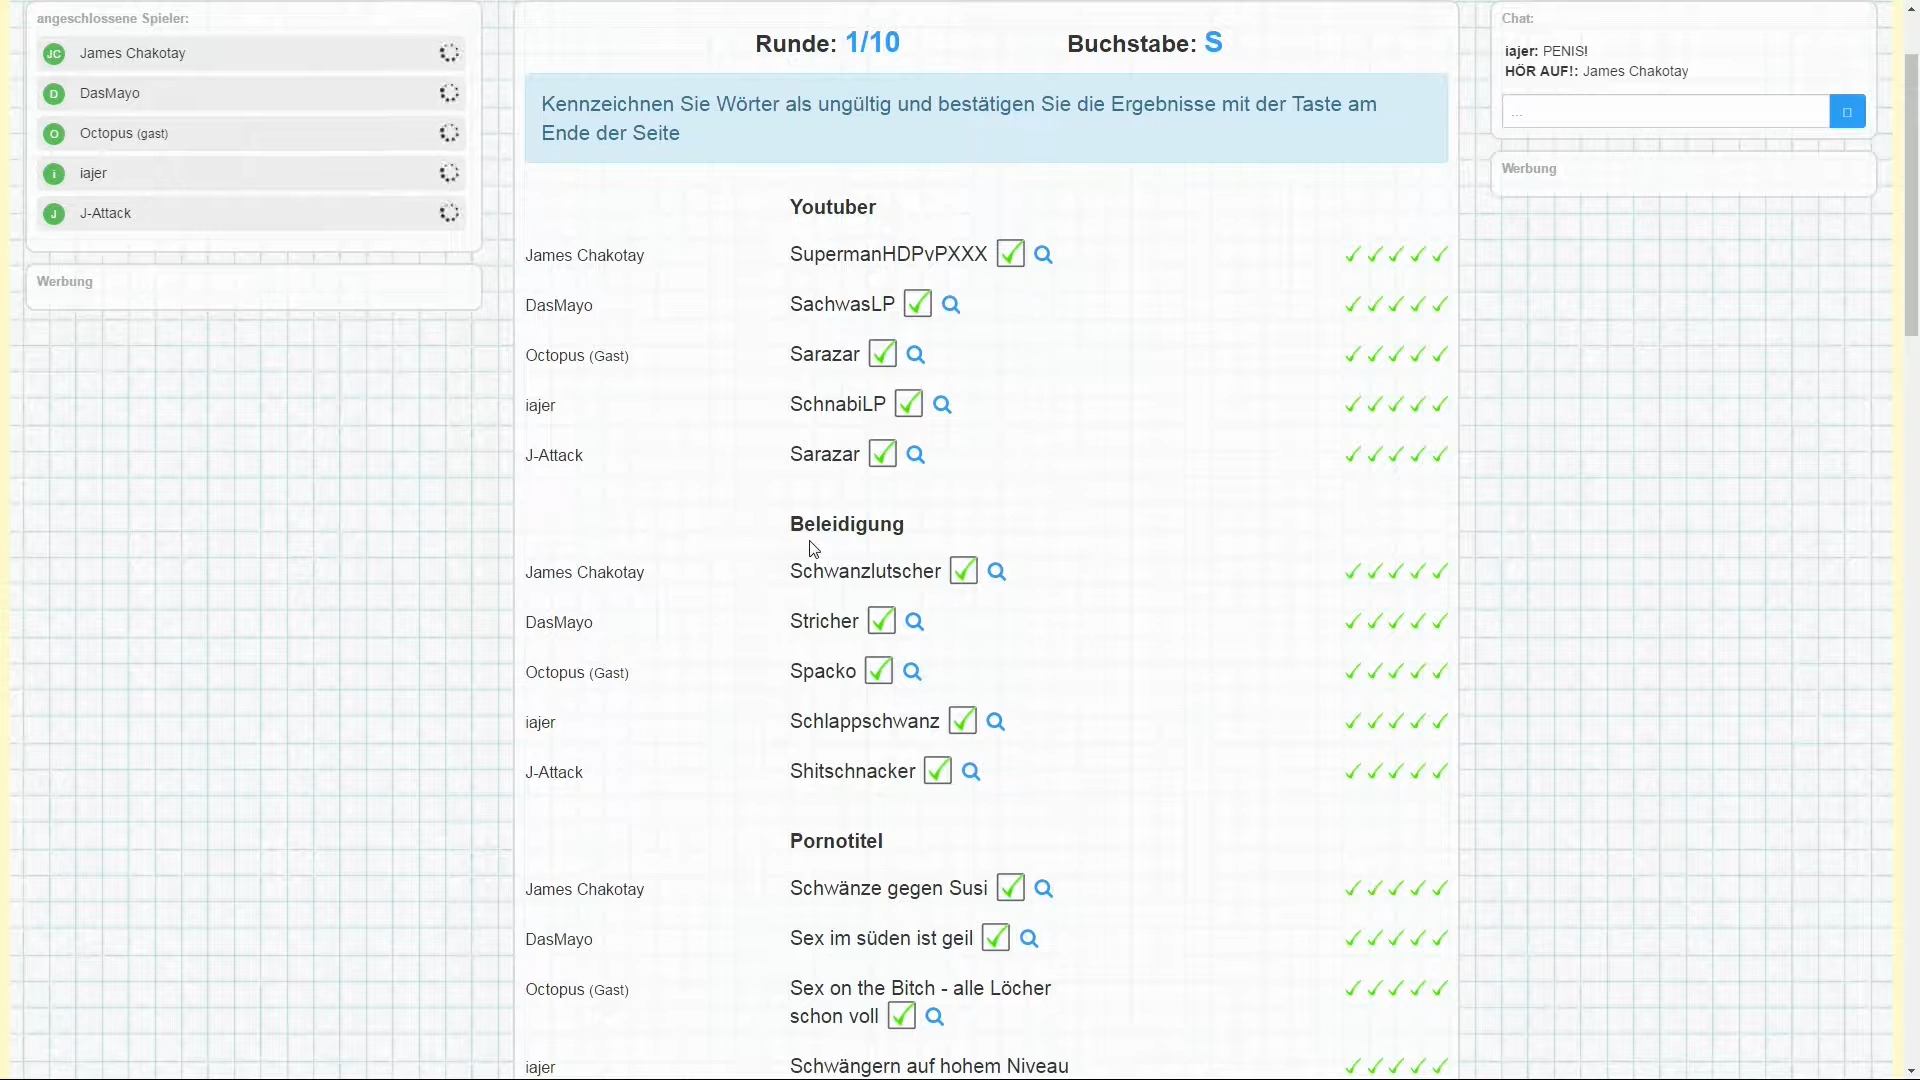 angeschlossene Spieler:
JC James Chakotay
D DasMayo
O Octopus (gast)
i iajer
J J-Attack
Werbung
Runde: 1/10 Buchstabe: S
Kennzeichnen Sie Wörter als ungültig und bestätigen Sie die Ergebnisse mit der Taste am
Ende der Seite
Youtuber
James Chakotay SupermanHDPvPXXX
DasMayo SachwasLP
Octopus (Gast) Sarazar
iajer SchnabiLP
J-Attack Sarazar
Beleidigung
James Chakotay Schwanzlutscher
DasMayo Stricher
Octopus (Gast) Spacko
iajer Schlappschwanz
J-Attack Shitschnacker
Pornotitel
James Chakotay Schwänze gegen Susi
DasMayo Sex im süden ist geil
Octopus (Gast) Sex on the Bitch - alle Löcher
schon voll
iajer Schwängern auf hohem Niveau
Chat:
iajer: PENIS!
HÖR AUF!: James Chakotay
...
Werbung